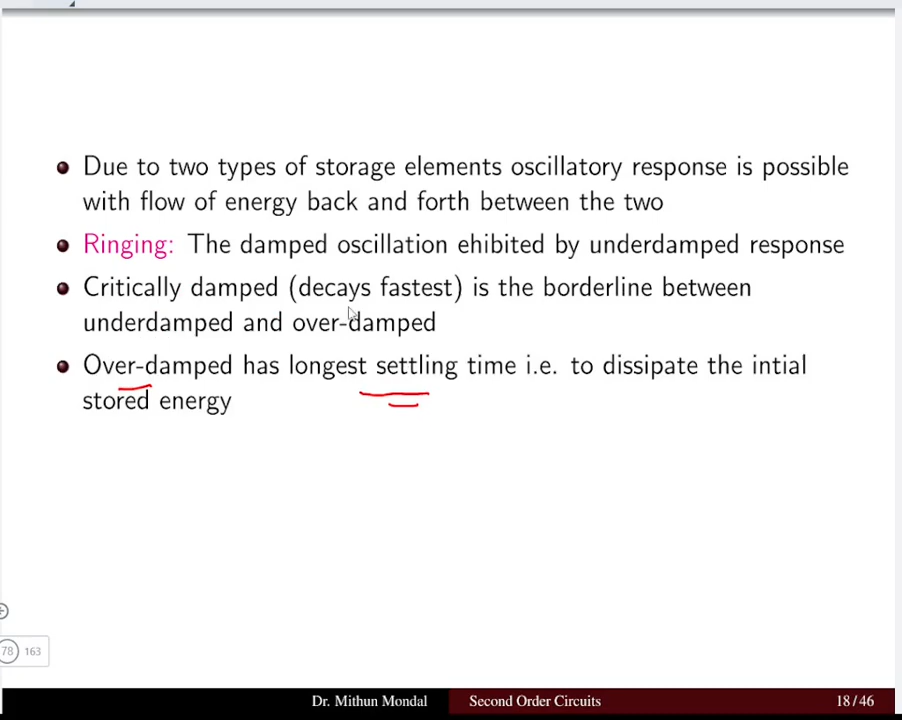 Due to two types of storage elements oscillatory response is possible
with flow of energy back and forth between the two
Ringing: The damped oscillation ehibited by underdamped response
Critically damped (decays fastest) is the borderline between
underdamped and over-damped
Over-damped has longest settling time i.e. to dissipate the intial
stored energy
78 163
Dr. Mithun Mondal Second Order Circuits 18/46